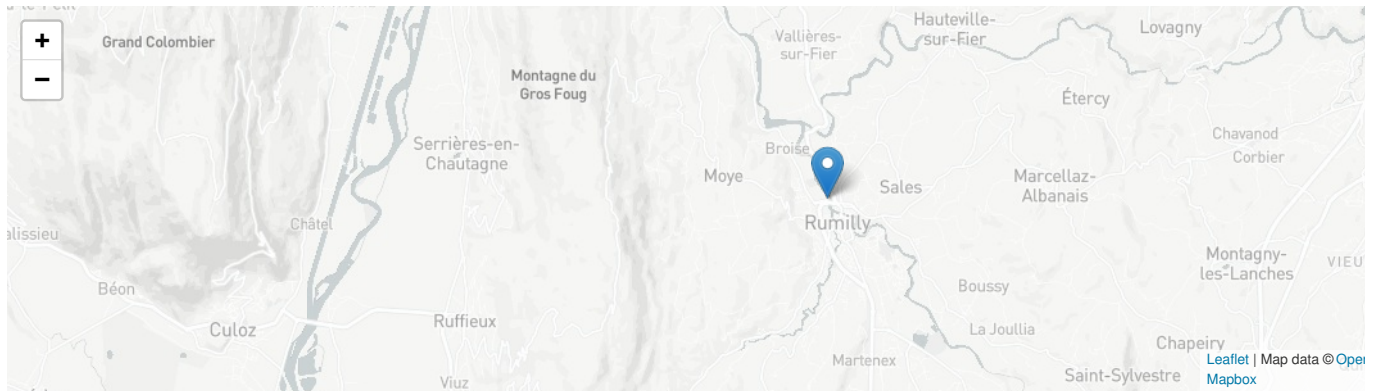 +
−
Grand Colombier
Montagne du
Gros Foug
Vallières-
sur-Fier
Hauteville-
sur-Fier
Lovagny
Étercy
Chavanod
Corbier
Serrières-en-
Chautagne
Broise
Moye
Sales
Marcellaz-
Albanais
Châtel
Rumilly
alissieu
Montagny-
les-Lanches
VIEU
Béon
Boussy
Culoz
Ruffieux
La Joullia
Chapeiry
Martenex
Viuz
Saint-Sylvestre
Leaflet | Map data © Oper
Mapbox